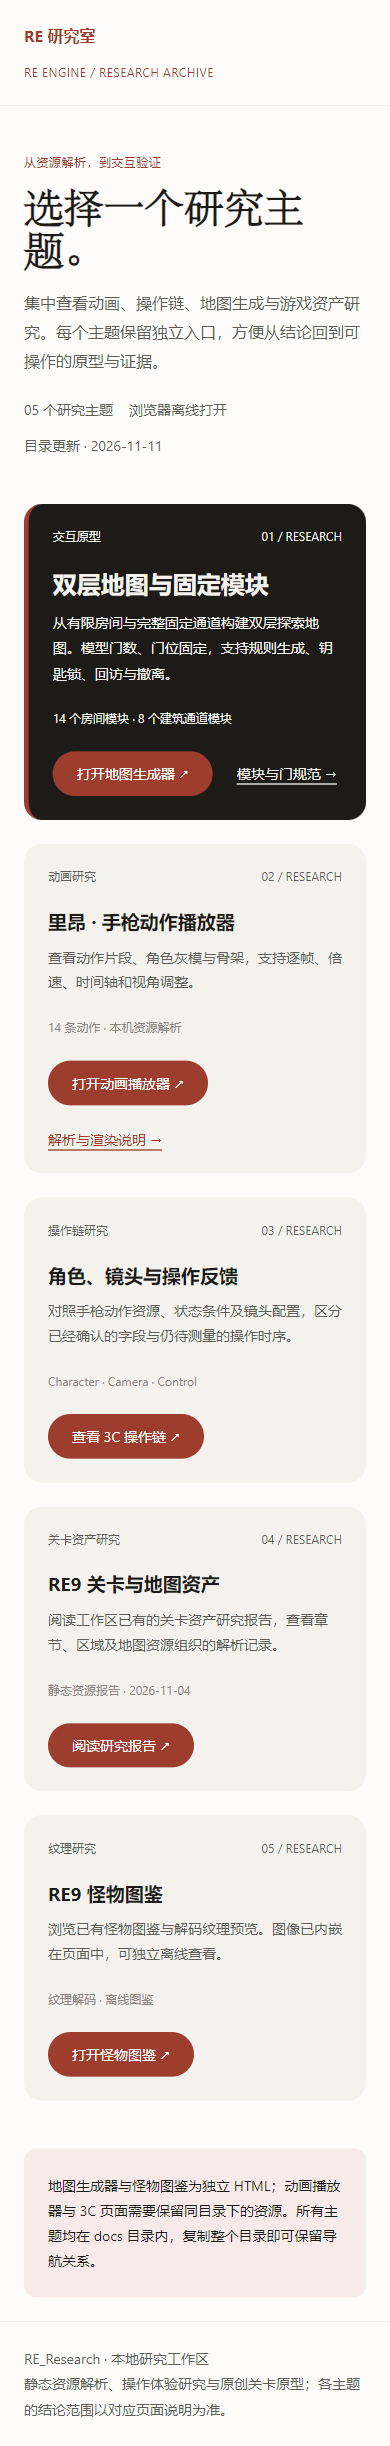 RE 研究室
RE ENGINE / RESEARCH ARCHIVE
从资源解析，到交互验证
选择一个研究主
题。
集中查看动画、操作链、地图生成与游戏资产研
究。每个主题保留独立入口，方便从结论回到可
操作的原型与证据。
05 个研究主题 浏览器离线打开
目录更新 · 2026-11-11
交互原型 01 / RESEARCH
双层地图与固定模块
从有限房间与完整固定通道构建双层探索地
图。模型门数、门位固定，支持规则生成、钥
匙锁、回访与撤离。
14 个房间模块 · 8 个建筑通道模块
打开地图生成器 ↗ 模块与门规范 →
动画研究 02 / RESEARCH
里昂 · 手枪动作播放器
查看动作片段、角色灰模与骨架，支持逐帧、倍
速、时间轴和视角调整。
14 条动作 · 本机资源解析
打开动画播放器 ↗
解析与渲染说明 →
操作链研究 03 / RESEARCH
角色、镜头与操作反馈
对照手枪动作资源、状态条件及镜头配置，区分
已经确认的字段与仍待测量的操作时序。
Character · Camera · Control
查看 3C 操作链 ↗
关卡资产研究 04 / RESEARCH
RE9 关卡与地图资产
阅读工作区已有的关卡资产研究报告，查看章
节、区域及地图资源组织的解析记录。
静态资源报告 · 2026-11-04
阅读研究报告 ↗
纹理研究 05 / RESEARCH
RE9 怪物图鉴
浏览已有怪物图鉴与解码纹理预览。图像已内嵌
在页面中，可独立离线查看。
纹理解码 · 离线图鉴
打开怪物图鉴 ↗
地图生成器与怪物图鉴为独立 HTML；动画播放
器与 3C 页面需要保留同目录下的资源。所有主
题均在 docs 目录内，复制整个目录即可保留导
航关系。
RE_Research · 本地研究工作区
静态资源解析、操作体验研究与原创关卡原型；各主题
的结论范围以对应页面说明为准。